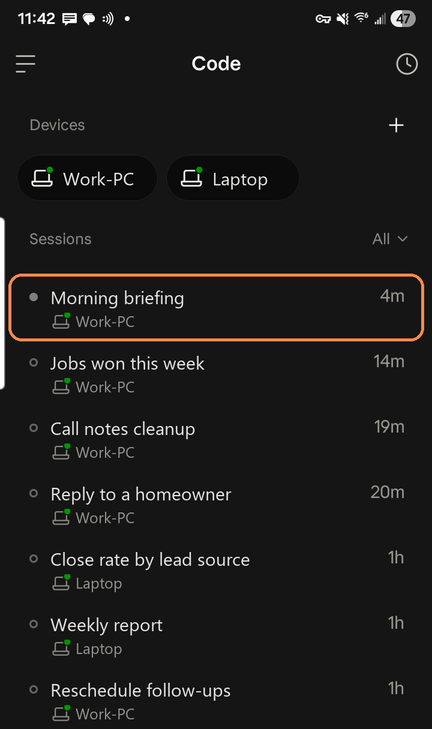 11:42
47
Code
Devices
Work-PC
Laptop
Sessions
All
Morning briefing
4m
Work-PC
Jobs won this week
14m
Work-PC
Call notes cleanup
19m
Work-PC
Reply to a homeowner
20m
Work-PC
Close rate by lead source
1h
Laptop
Weekly report
1h
Laptop
Reschedule follow-ups
1h
Work-PC